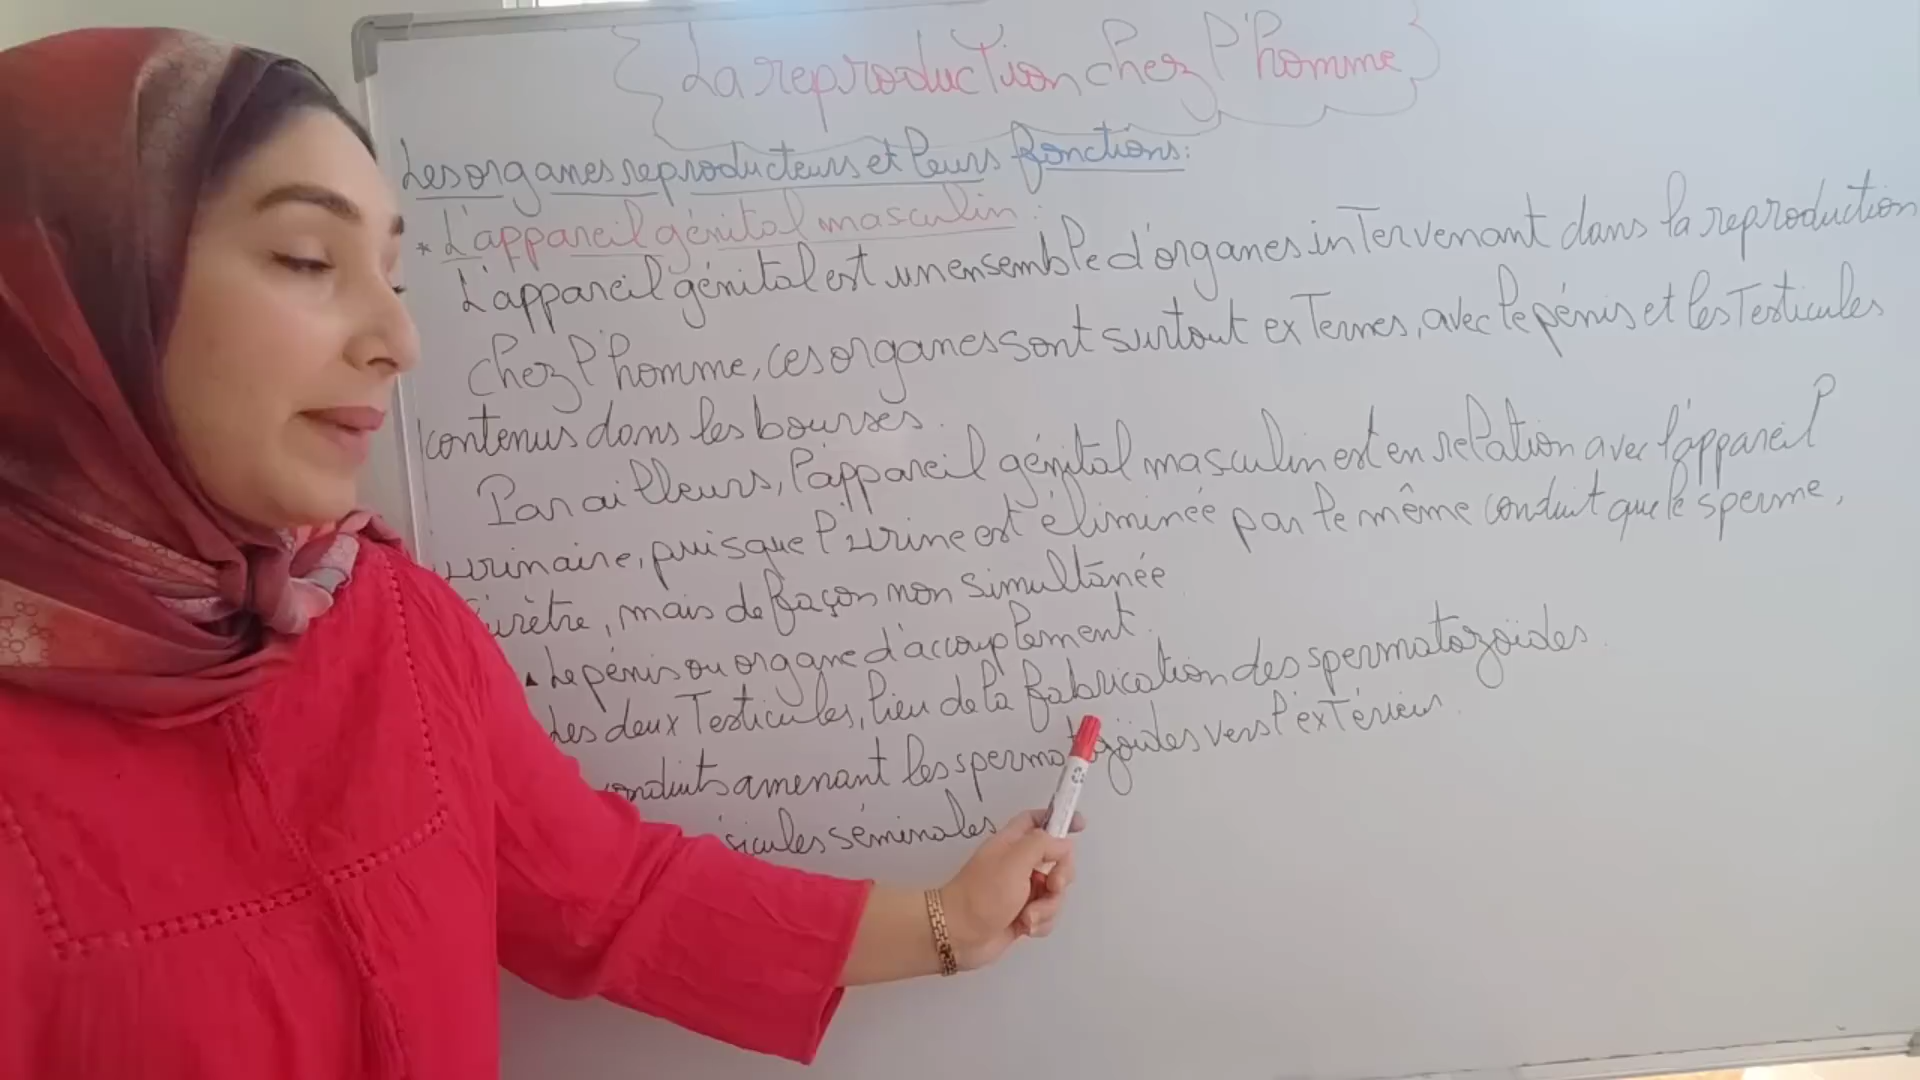 La reproduction chez l'homme
Les organes reproducteurs et leurs fonctions:
* L'appareil génital masculin:
L'appareil génital est un ensemble d'organes intervenant dans la reproduction
chez l'homme, ces organes sont surtout externes, avec le pénis et les testicules
contenus dans les bourses.
Par ailleurs, l'appareil génital masculin est en relation avec l'appareil
urinaire, puisque l'urine est éliminée par le même conduit que le sperme,
urètre, mais de façon non simultanée
▲ Le pénis ou organe d'accouplement.
Les deux Testicules, lieu de la fabrication des spermatozoïdes.
conduits amenant les spermatozoïdes vers l'extérieur.
séminales